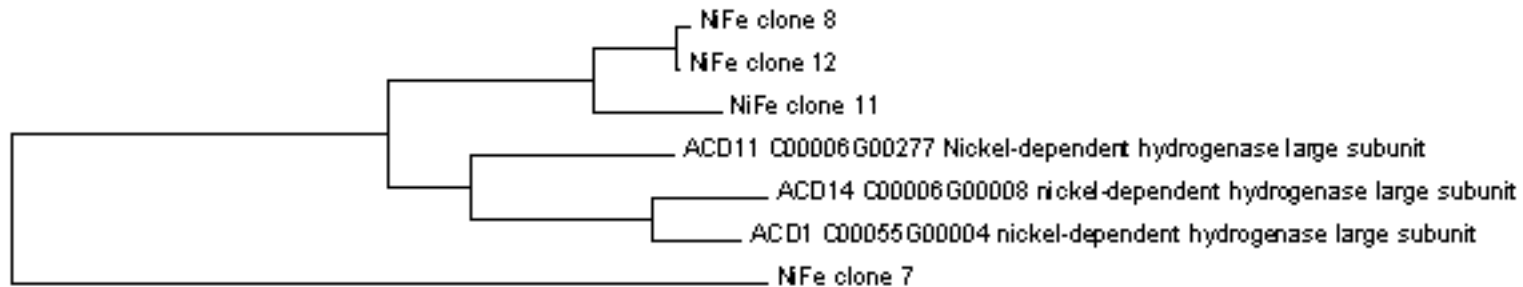 NiFe clone 8
NiFe clone 12
NiFe clone 11
ACD11 C00006G00277 Nickel-dependent hydrogenase large subunit
ACD14 C00006G00008 nickel-dependent hydrogenase large subunit
ACD1 C00055G00004 nickel-dependent hydrogenase large subunit
NiFe clone 7